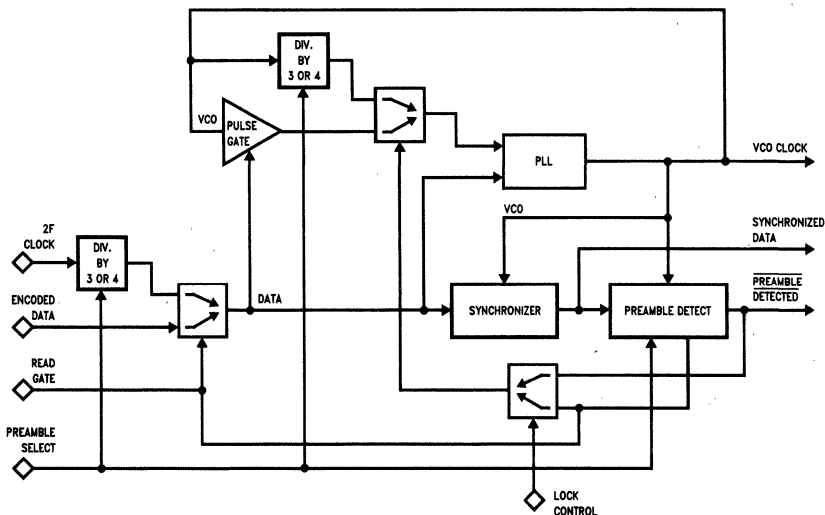 DIV.
BY
3 OR 4
VCO
PULSE
GATE
PLL
VCO CLOCK
VCO
SYNCHRONIZED
DATA
2F
CLOCK
DIV.
BY
3 OR 4
ENCODED
DATA
DATA
SYNCHRONIZER
PREAMBLE DETECT
PREAMBLE
DETECTED
READ
GATE
PREAMBLE
SELECT
LOCK
CONTROL